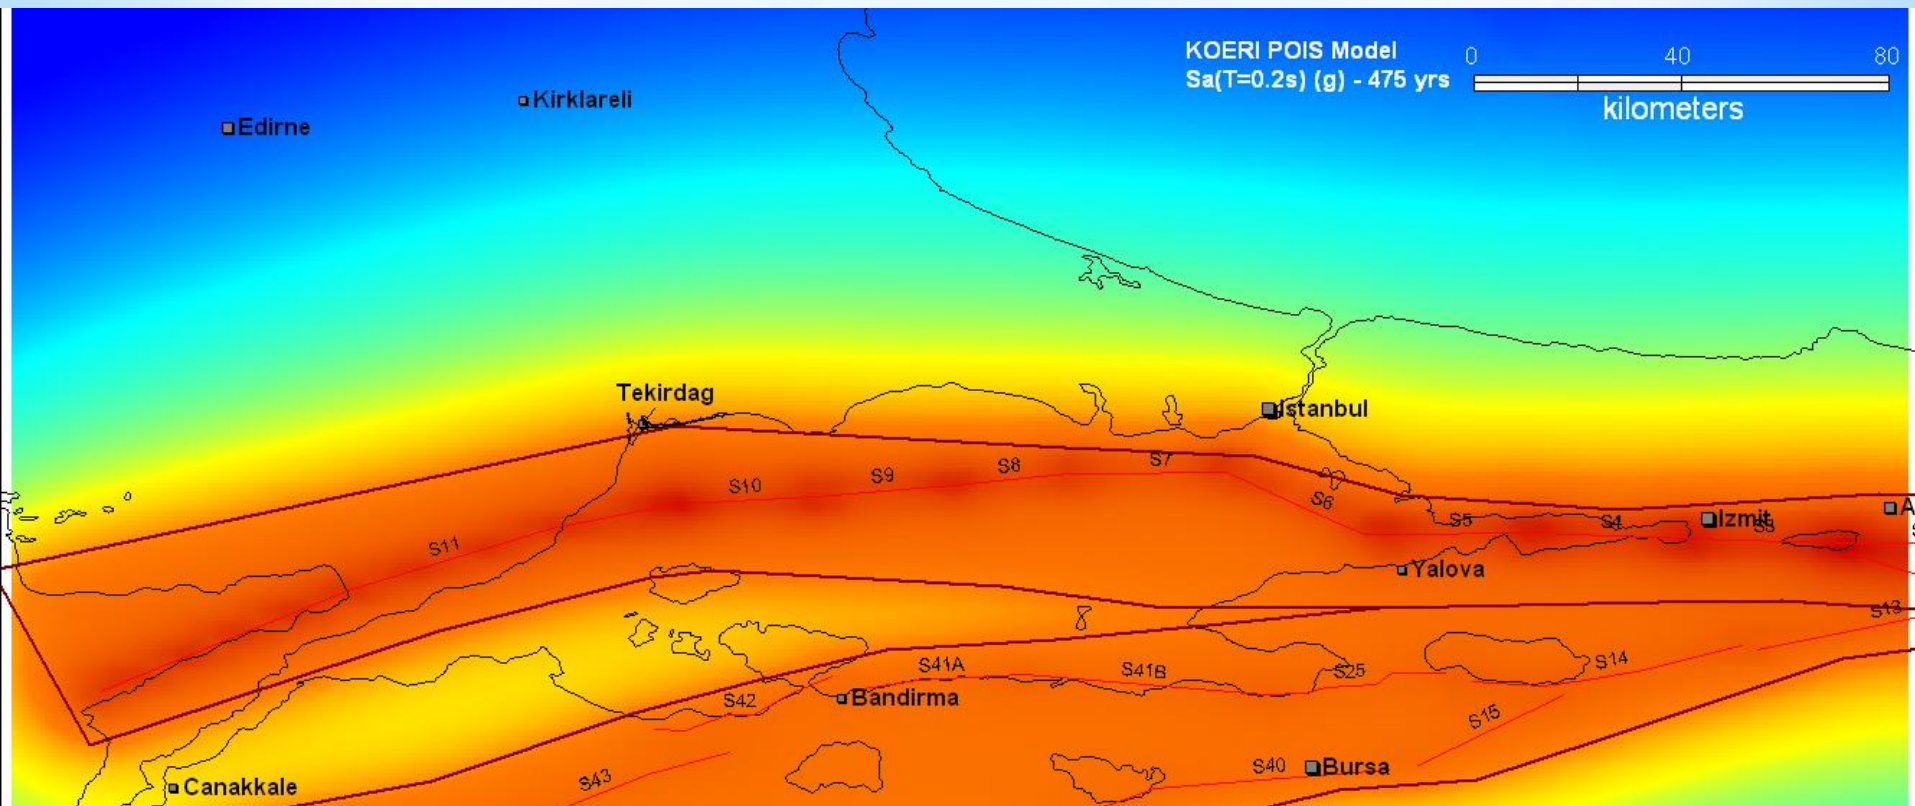 KOERI POIS Model
Sa(T=0.2s) (g) - 475 yrs
0 40 80
kilometers
Kirklareli
Edirne
Tekirdag
Istanbul
S7
S8
S9
S10
S6
S11
S5
S4
Izmit
S3
A
Yalova
S13
S41A
S41B
S25
S14
S42
Bandirma
S15
S43
S40
Bursa
Canakkale